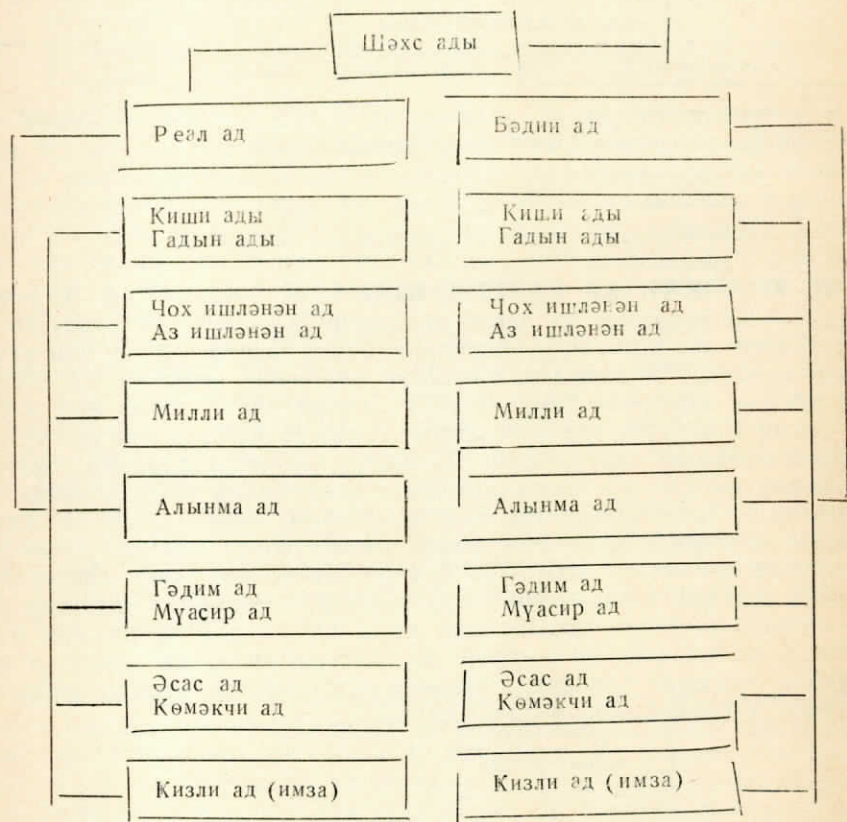 Шәхс ады
Реал ад
Бәдии ад
Киши ады
Гадын ады
Киши ады
Гадын ады
Чох ишләнән ад
Аз ишләнән ад
Чох ишләнән ад
Аз ишләнән ад
Милли ад
Милли ад
Алынма ад
Алынма ад
Гәдим ад
Мүасир ад
Гәдим ад
Мүасир ад
Әсас ад
Көмәкчи ад
Әсас ад
Көмәкчи ад
Кизли ад (имза)
Кизли ад (имза)